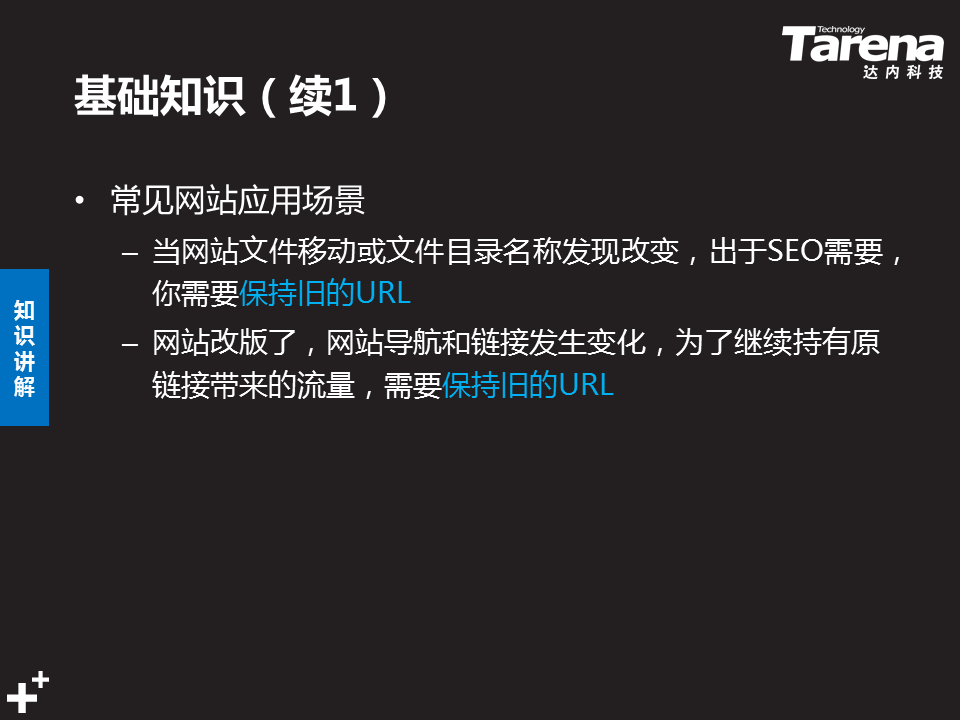 Technology
Tarena
达内科技
基础知识（续1）
• 常见网站应用场景
– 当网站文件移动或文件目录名称发现改变，出于SEO需要，
你需要保持旧的URL
– 网站改版了，网站导航和链接发生变化，为了继续持有原
链接带来的流量，需要保持旧的URL
知识讲解